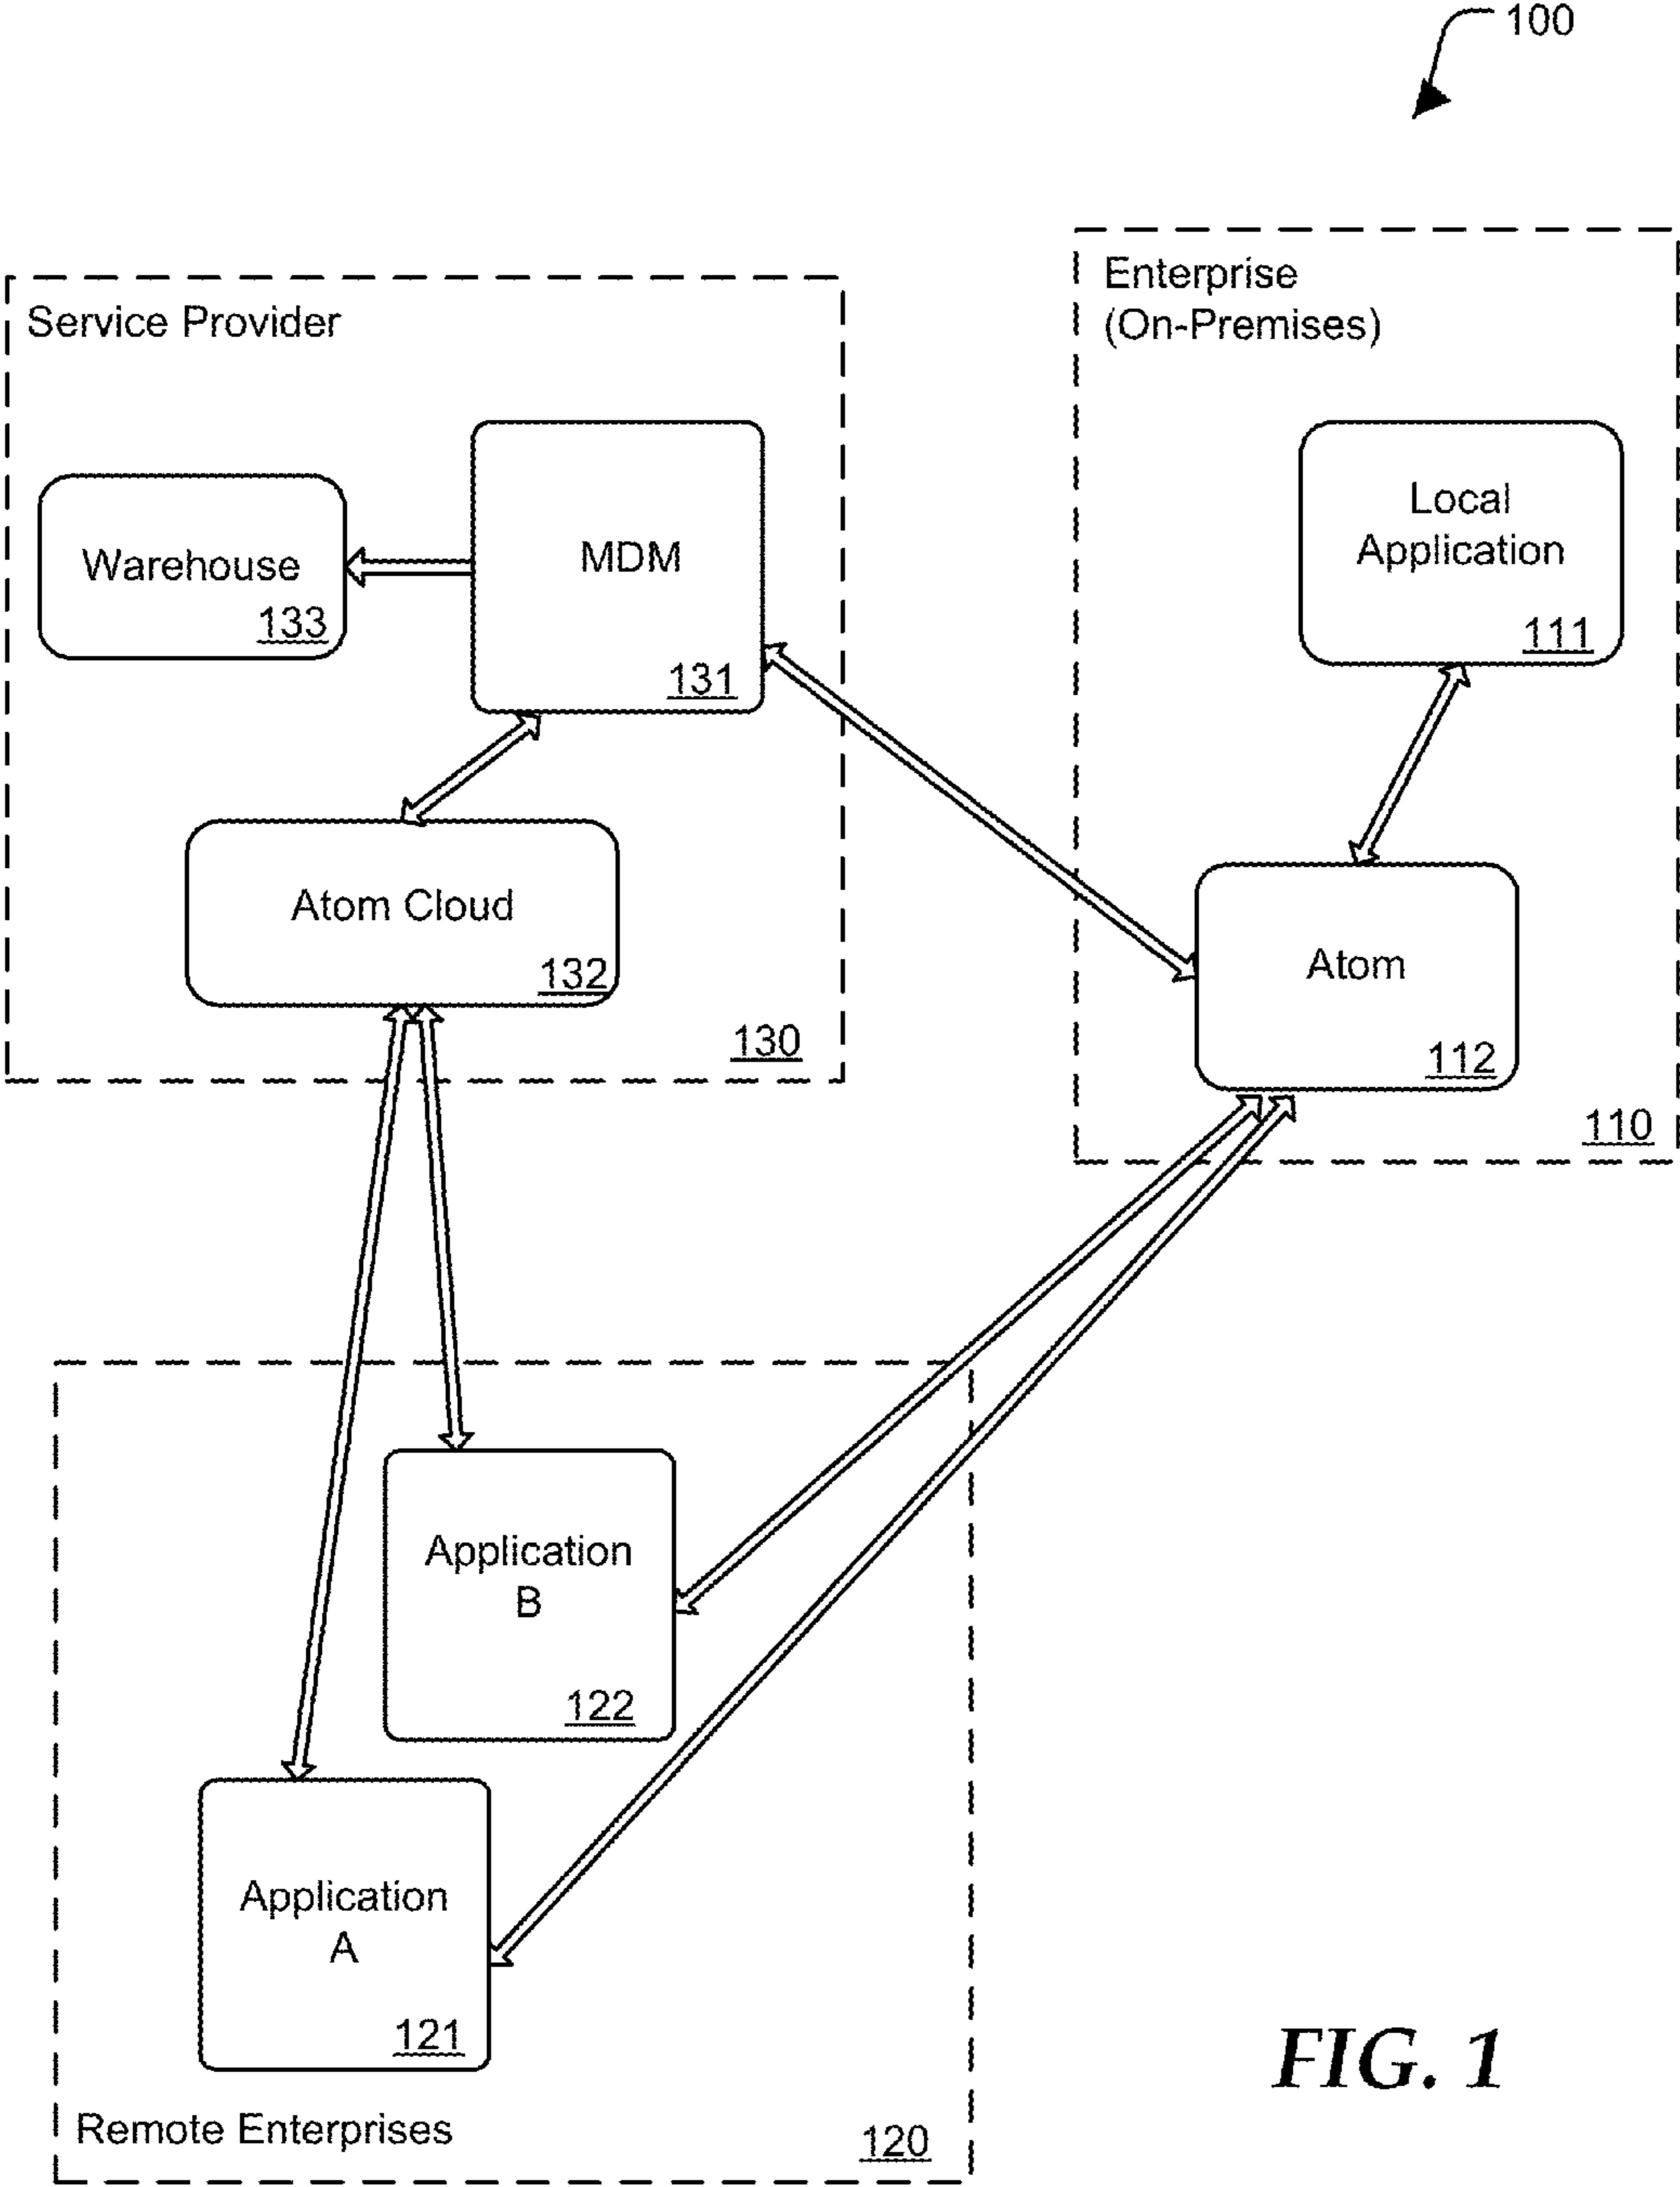 100
Enterprise
(On-Premises)
Service Provider
Local
Application
111
MDM
131
Warehouse
133
Atom Cloud
132
130
Atom
112
110
Application
B
122
Application
A
121
Remote Enterprises
120
FIG. 1